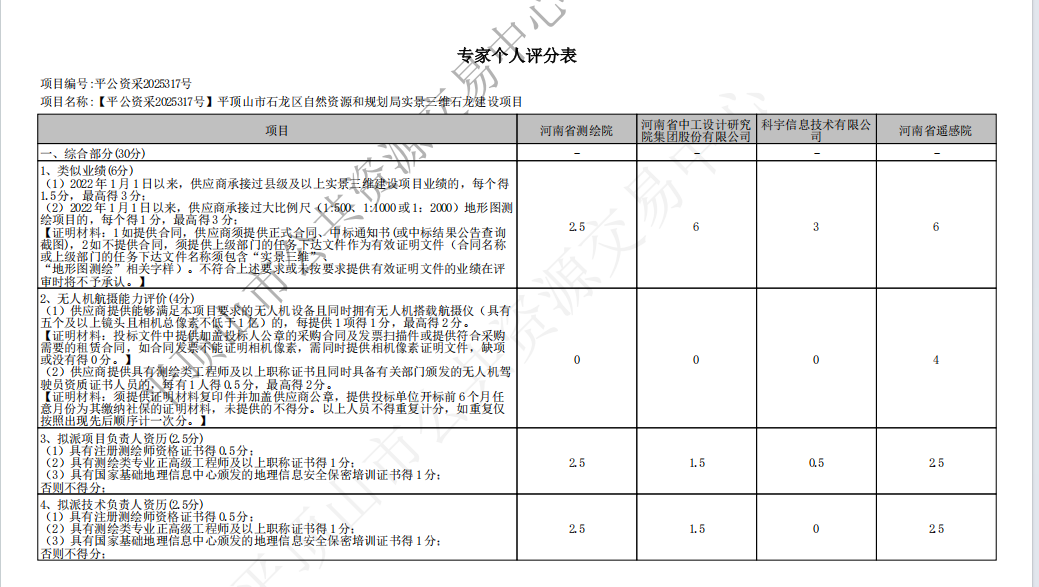 专家个人评分表
项目编号:平公资采2025317号
项目名称:【平公资采2025317号】平顶山市石龙区自然资源和规划局实景三维石龙建设项目
项目
河南省测绘院
河南省中工设计研究
院集团股份有限公司
科宇信息技术有限公
司
河南省遥感院
一、综合部分(30分)
－
－
－
－
1、类似业绩(6分)
（1）2022年1月1日以来，供应商承接过县级及以上实景三维建设项目业绩的，每个得
1.5分，最高得3分；
（2）2022年1月1日以来，供应商承接过大比例尺（1:500、1:1000或1：2000）地形图测
绘项目的，每个得1分，最高得3分；
【证明材料：1如提供合同，供应商须提供正式合同、中标通知书(或中标结果公告查询
截图)，2如不提供合同，须提供上级部门的任务下达文件作为有效证明文件（合同名称
或上级部门的任务下达文件名称须包含“实景三维”
“地形图测绘”相关字样）。不符合上述要求或未按要求提供有效证明文件的业绩在评
审时将不予承认。】
2.5
6
3
6
2、无人机航摄能力评价(4分)
（1）供应商提供能够满足本项目要求的无人机设备且同时拥有无人机搭载航摄仪（具有
五个及以上镜头且相机总像素不低于1亿）的，每提供1项得1分，最高得2分。
【证明材料：投标文件中提供加盖投标人公章的采购合同及发票扫描件或提供符合采购
需要的租赁合同，如合同发票不能证明相机像素，需同时提供相机像素证明文件，缺项
或没有得0分。】
（2）供应商提供具有测绘类工程师及以上职称证书且同时具备有关部门颁发的无人机驾
驶员资质证书人员的，每有1人得0.5分，最高得2分。
【证明材料：须提供证明材料复印件并加盖供应商公章，提供投标单位开标前6个月任
意月份为其缴纳社保的证明材料，未提供的不得分。以上人员不得重复计分，如重复仅
按照出现先后顺序计一次分。】
0
0
0
4
3、拟派项目负责人资历(2.5分)
（1）具有注册测绘师资格证书得0.5分；
（2）具有测绘类专业正高级工程师及以上职称证书得1分；
（3）具有国家基础地理信息中心颁发的地理信息安全保密培训证书得1分；
否则不得分；
2.5
1.5
0.5
2.5
4、拟派技术负责人资历(2.5分)
（1）具有注册测绘师资格证书得0.5分；
（2）具有测绘类专业正高级工程师及以上职称证书得1分；
（3）具有国家基础地理信息中心颁发的地理信息安全保密培训证书得1分；
否则不得分；
2.5
1.5
0
2.5
平顶山市公共资源交易中心
平顶山市公共资源交易中心